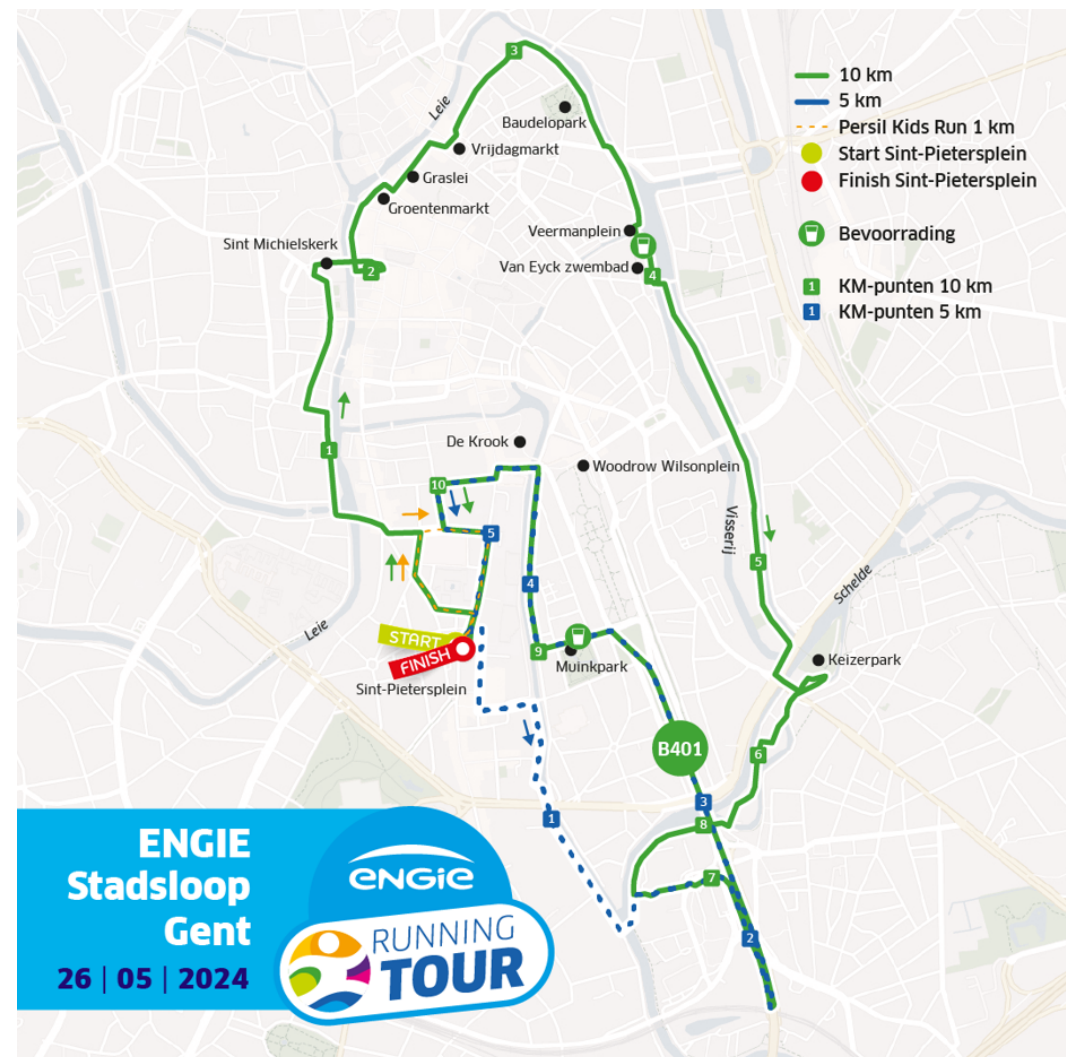 10 km
5 km
Persil Kids Run 1 km
Start Sint-Pietersplein
Finish Sint-Pietersplein
Bevoorrading
1 KM-punten 10 km
1 KM-punten 5 km
3
Leie
Baudelopark
Vrijdagmarkt
Graslei
Groentenmarkt
Veermanplein
Sint Michielskerk
2
Van Eyck zwembad
4
De Krook
1
Woodrow Wilsonplein
10
Visserij
5
5
4
Schelde
Leie
START
FINISH
9
Muinkpark
Keizerpark
Sint-Pietersplein
B401
6
3
1
8
7
2
ENGIE
Stadsloop
Gent
26 | 05 | 2024
ENGIE
RUNNING
TOUR